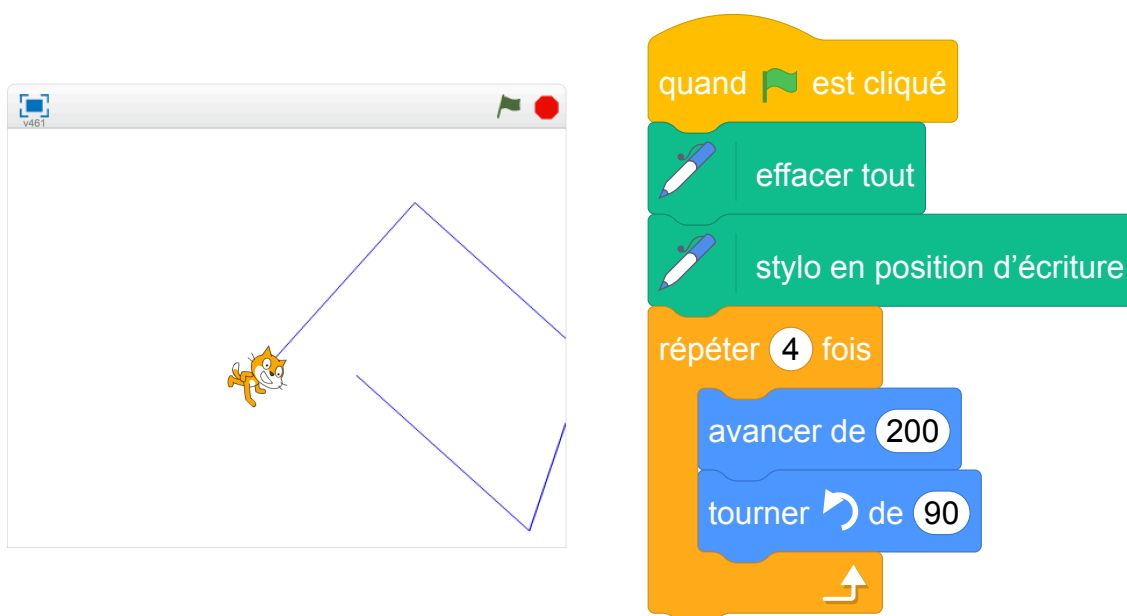 v461
quand est cliqué
effacer tout
stylo en position d’écriture
répéter 4 fois
avancer de 200
tourner de 90